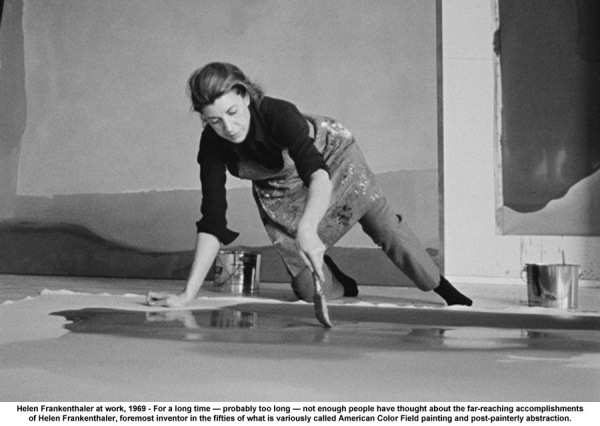 Helen Frankenthaler at work, 1969 - For a long time — probably too long — not enough people have thought about the far-reaching accomplishments
of Helen Frankenthaler, foremost inventor in the fifties of what is variously called American Color Field painting and post-painterly abstraction.